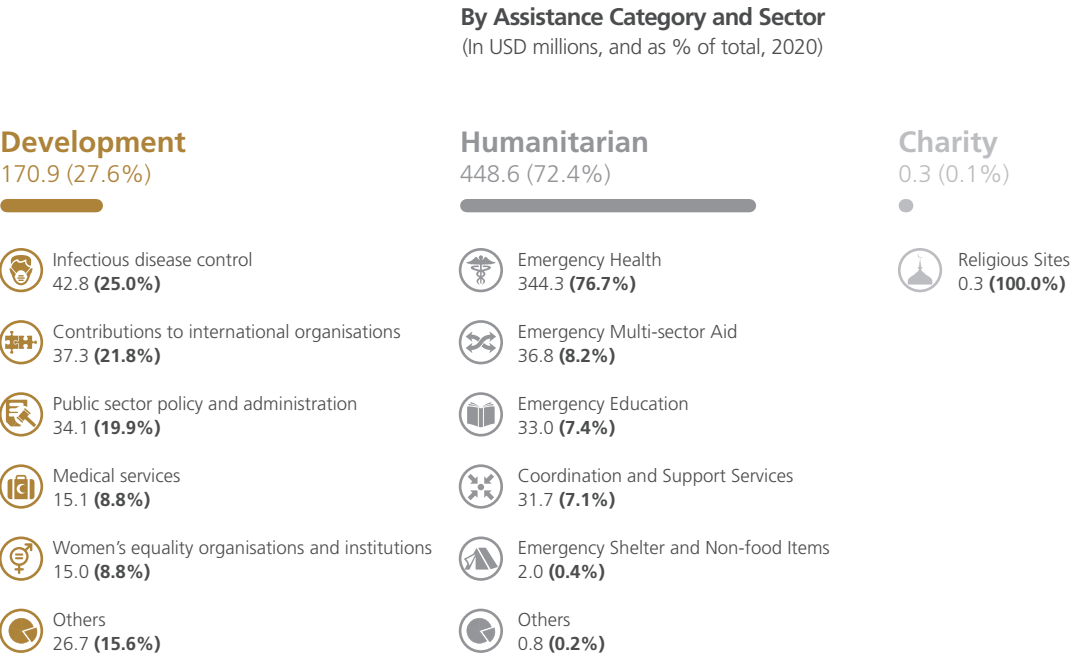 By Assistance Category and Sector
(In USD millions, and as % of total, 2020)
Development
170.9 (27.6%)
Infectious disease control
42.8 (25.0%)
Contributions to international organisations
37.3 (21.8%)
Public sector policy and administration
34.1 (19.9%)
Medical services
15.1 (8.8%)
Women's equality organisations and institutions
15.0 (8.8%)
Others
26.7 (15.6%)
Humanitarian
448.6 (72.4%)
Emergency Health
344.3 (76.7%)
Emergency Multi-sector Aid
36.8 (8.2%)
Emergency Education
33.0 (7.4%)
Coordination and Support Services
31.7 (7.1%)
Emergency Shelter and Non-food Items
2.0 (0.4%)
Others
0.8 (0.2%)
Charity
0.3 (0.1%)
Religious Sites
0.3 (100.0%)